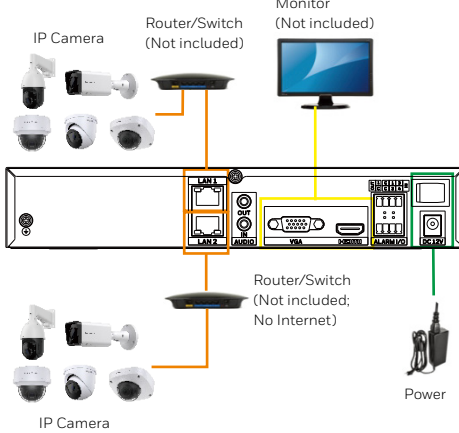 Monitor
(Not included)
Router/Switch
(Not included)
IP Camera
LAN 1
OUT
IN
AUDIO
LAN 2
VGA
HDMI
ALARM I/O
DC 12V
Router/Switch
(Not included;
No Internet)
Power
IP Camera